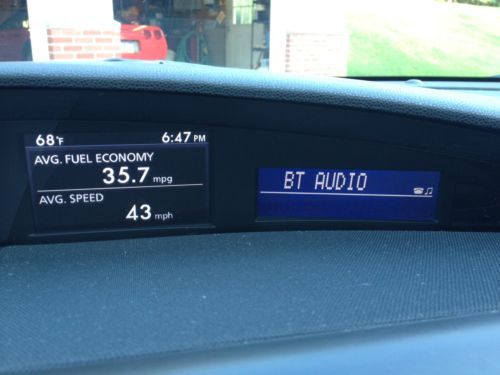 68°F 6:47 PM
AVG. FUEL ECONOMY
35.7 mpg
AVG. SPEED
43 mph
BT AUDIO